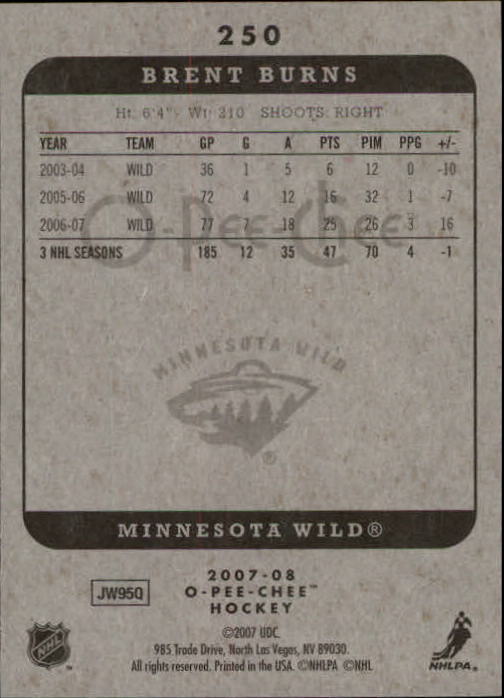 250
BRENT BURNS
Ht: 6'4" Wt: 210 SHOOTS: RIGHT
YEAR TEAM GP G A PTS PIM PPG +/-
2003-04 WILD 36 1 5 6 12 0 -10
2005-06 WILD 72 4 12 16 32 1 -7
2006-07 WILD 77 7 18 25 26 3 16
3 NHL SEASONS 185 12 35 47 70 4 -1
O-Pee-Chee
MINNESOTA WILD
®
MINNESOTA WILD®
2007-08
JW95Q O-PEE-CHEE™
HOCKEY
©2007 UDC.
985 Trade Drive, North Las Vegas, NV 89030.
All rights reserved. Printed in the USA. ©NHLPA ©NHL
NHL ™
NHLPA®